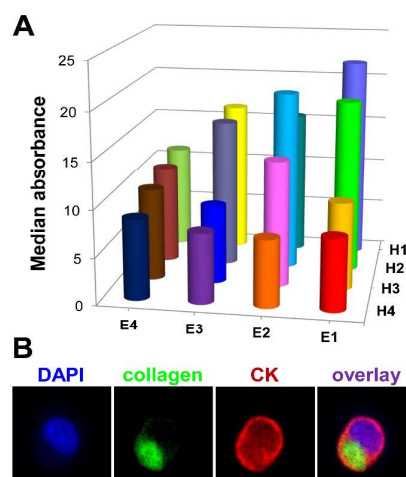 A
Median absorbance
25
20
15
10
5
0
E4 E3 E2 E1
H1
H2
H3
H4
B
DAPI collagen CK overlay